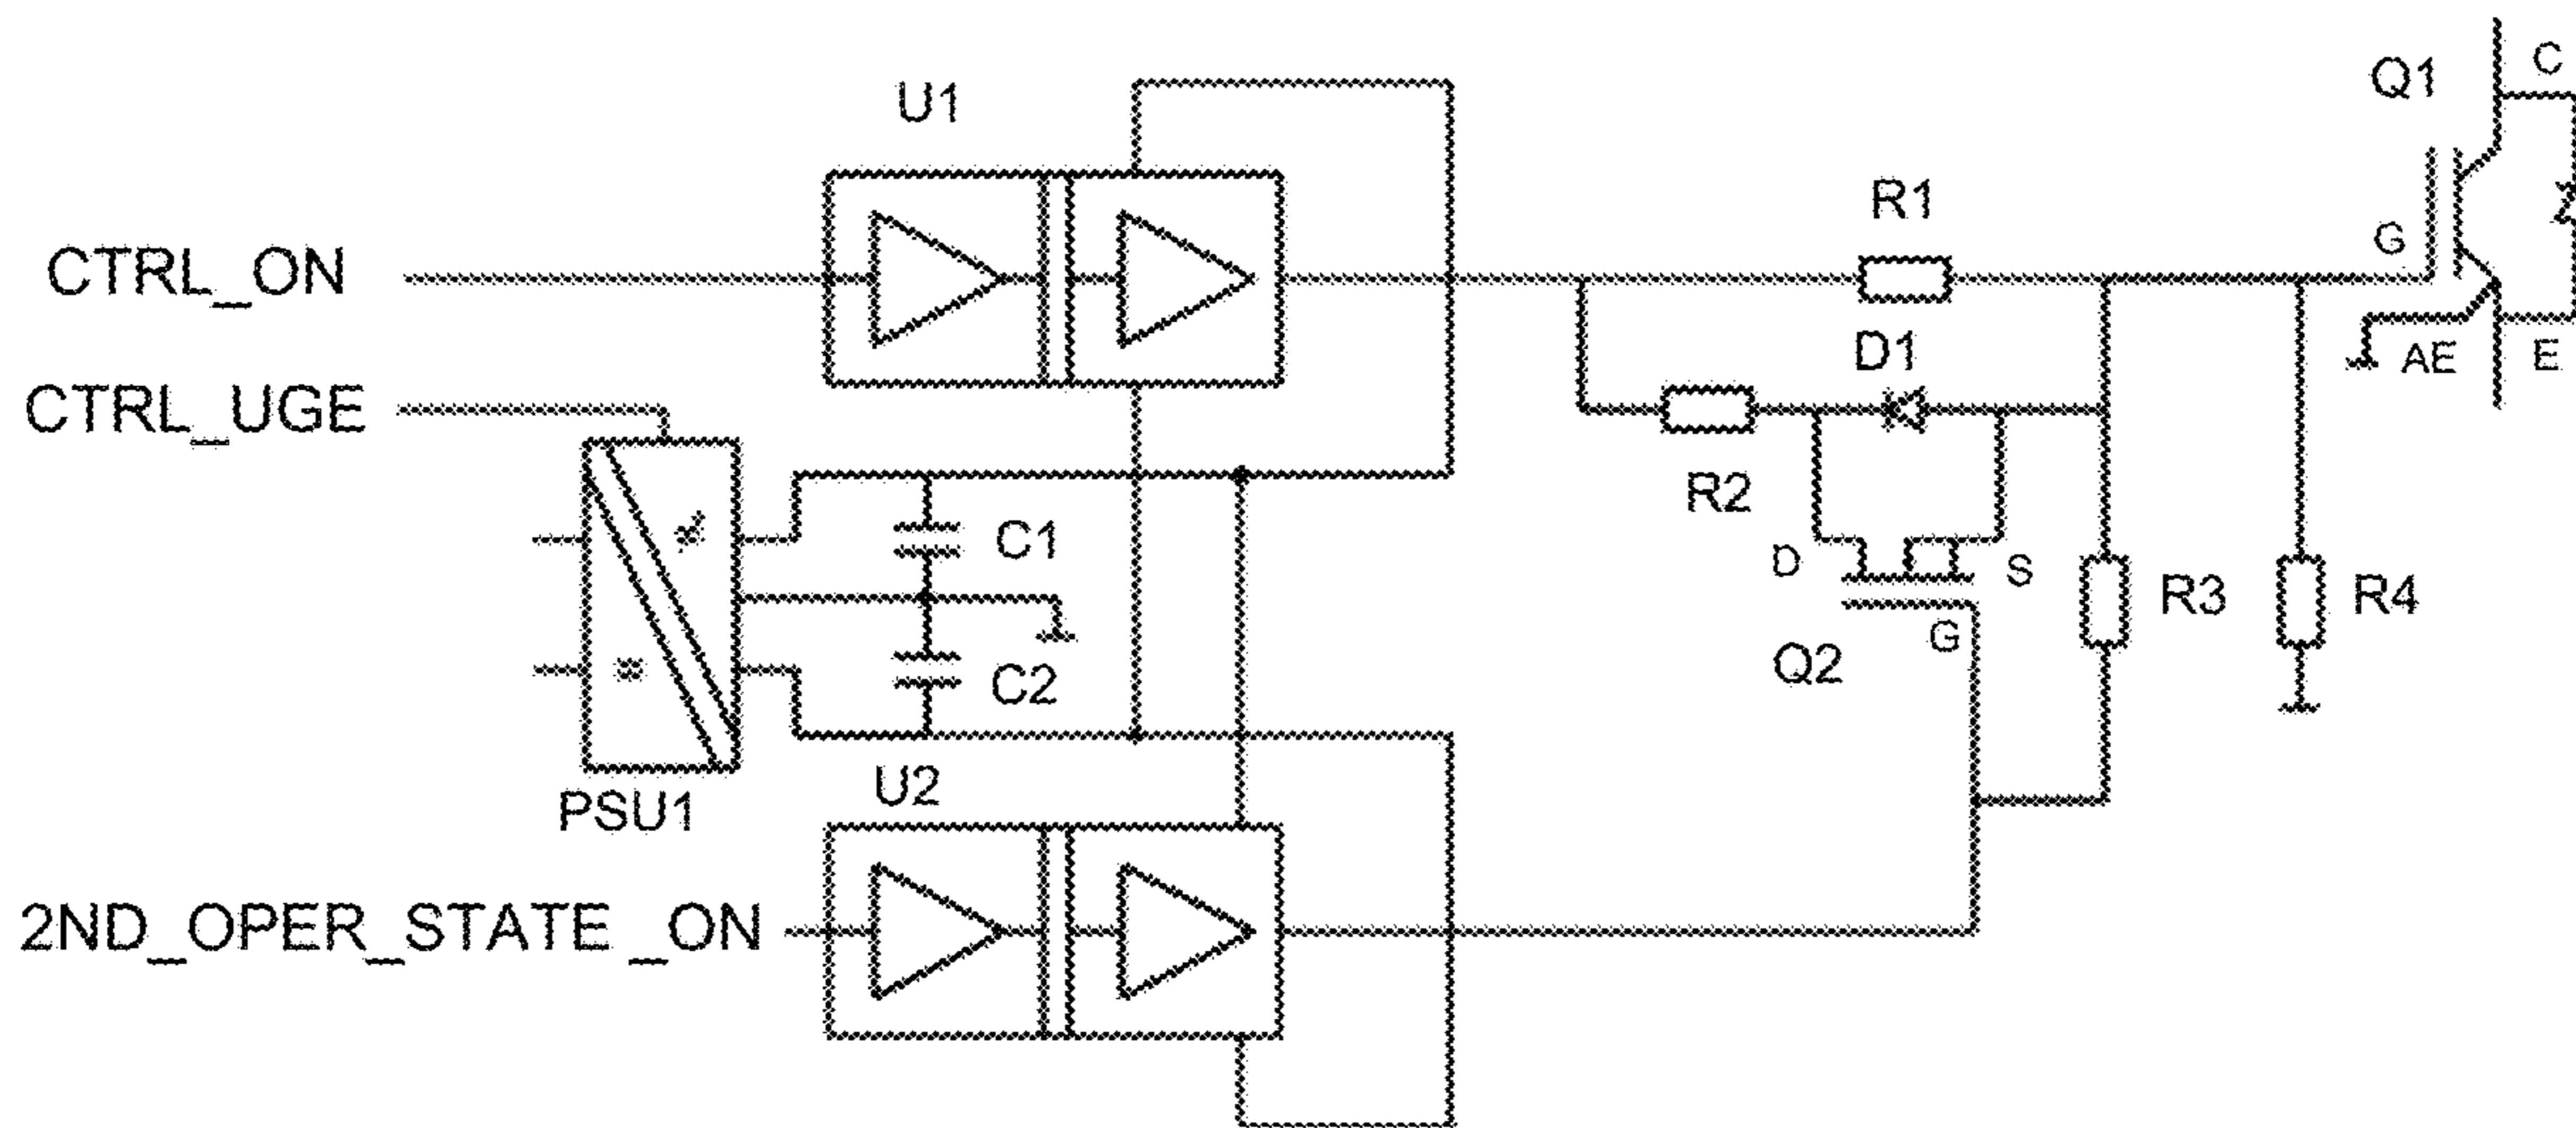 C
Q1
U1
R1
G
CTRL_ON
D1
AE
E
CTRL_UGE
R2
C1
D
S
R3
R4
G
Q2
C2
U2
PSU1
2ND_OPER_STATE_ON